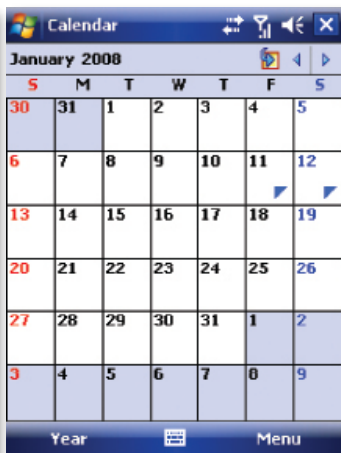 Calendar
January 2008
S M T W T F S
30 31 1 2 3 4 5
6 7 8 9 10 11 12
13 14 15 16 17 18 19
20 21 22 23 24 25 26
27 28 29 30 31 1 2
3 4 5 6 7 8 9
Year Menu